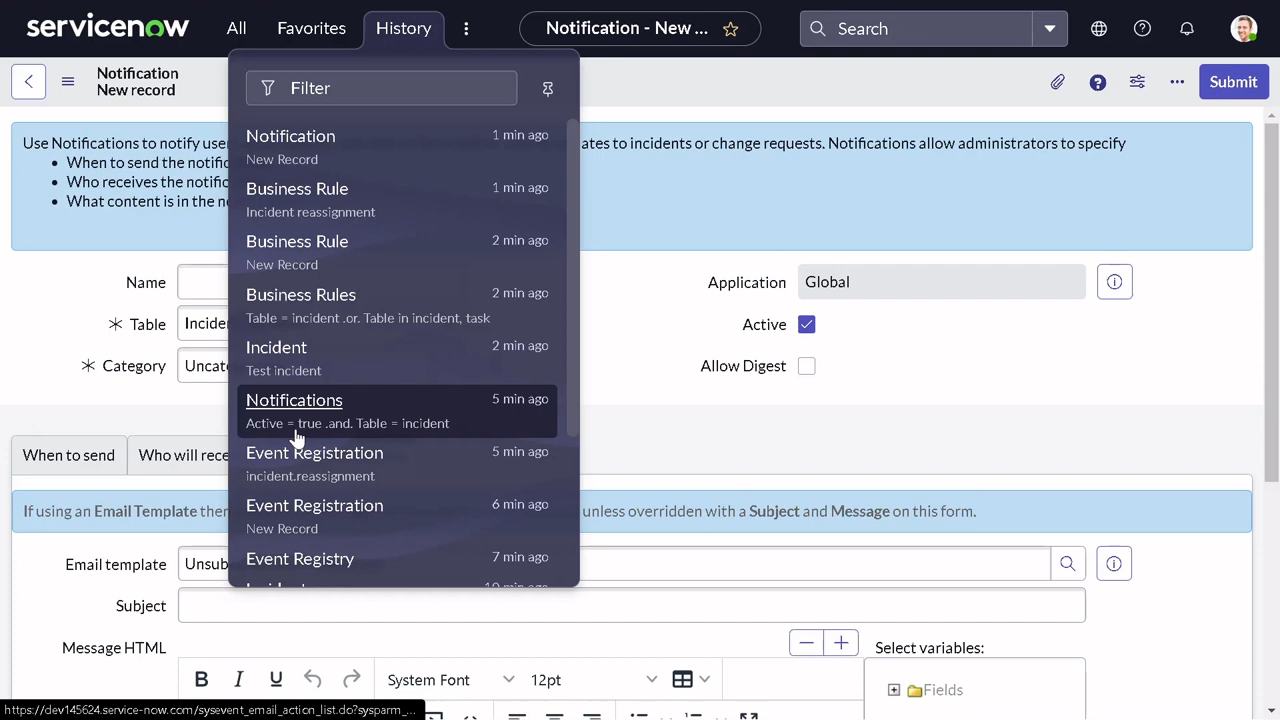 servicenow
All
Favorites
History
Notification - New ...
Search
Notification
New record
Submit
Filter
Notification
1 min ago
New Record
Business Rule
1 min ago
Incident reassignment
Business Rule
2 min ago
New Record
Business Rules
2 min ago
Table = incident .or. Table in incident, task
Incident
2 min ago
Test incident
Notifications
5 min ago
Active = true .and. Table = incident
Event Registration
5 min ago
incident.reassignment
Event Registration
6 min ago
New Record
Event Registry
7 min ago
Use Notifications to notify user
ates to incidents or change requests. Notifications allow administrators to specify
• When to send the notific
• Who receives the notific
• What content is in the n
Name
Application
Global
* Table
Incide
Active
* Category
Uncate
Allow Digest
When to send
Who will rece
If using an Email Template then
unless overridden with a Subject and Message on this form.
Email template
Unsub
Subject
Message HTML
Select variables:
B I U
System Font
12pt
Fields
https://dev145624.service-now.com/sysevent_email_action_list.do?sysparm_...